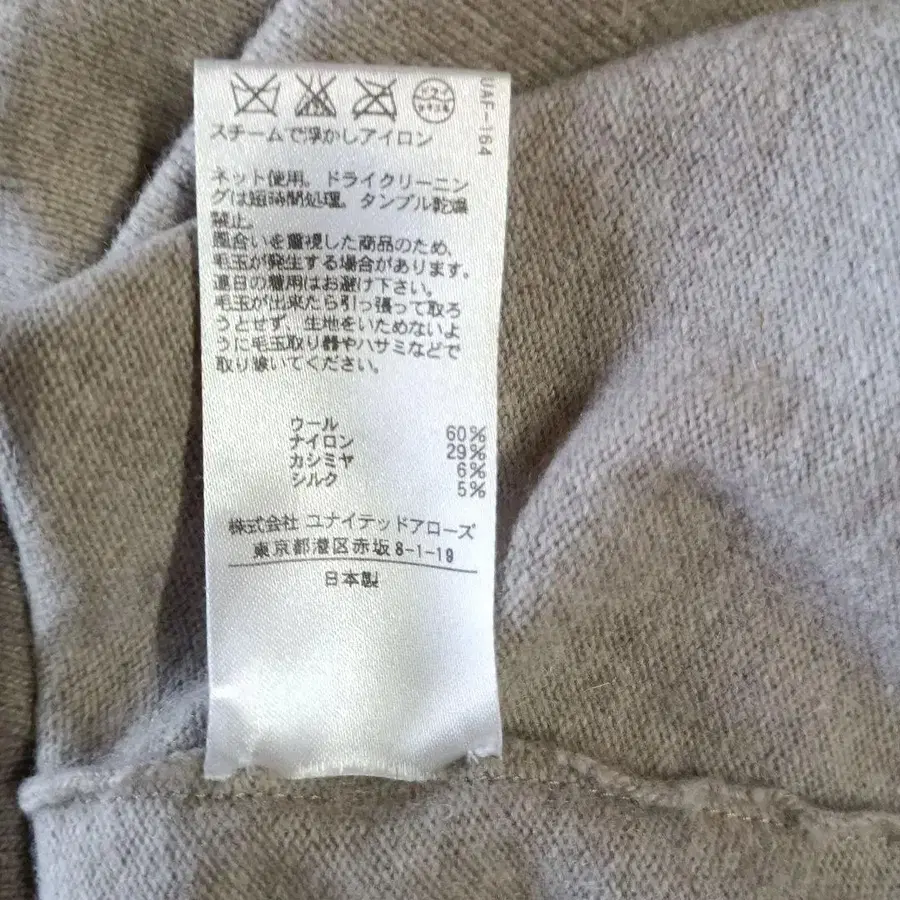 UAF-164
スチームで浮かしアイロン
ネット使用。ドライクリーニン
グは短時間処理。タンブル乾燥
禁止。
風合いを重視した商品のため、
毛玉が発生する場合があります。
連日の着用はお避け下さい。
毛玉が出来たら引っ張って取ろ
うとせず、生地をいためないよ
うに毛玉取り器やハサミなどで
取り除いてください。
ウール 60%
ナイロン 29%
カシミヤ 6%
シルク 5%
株式会社 ユナイテッドアローズ
東京都港区赤坂8-1-19
日本製